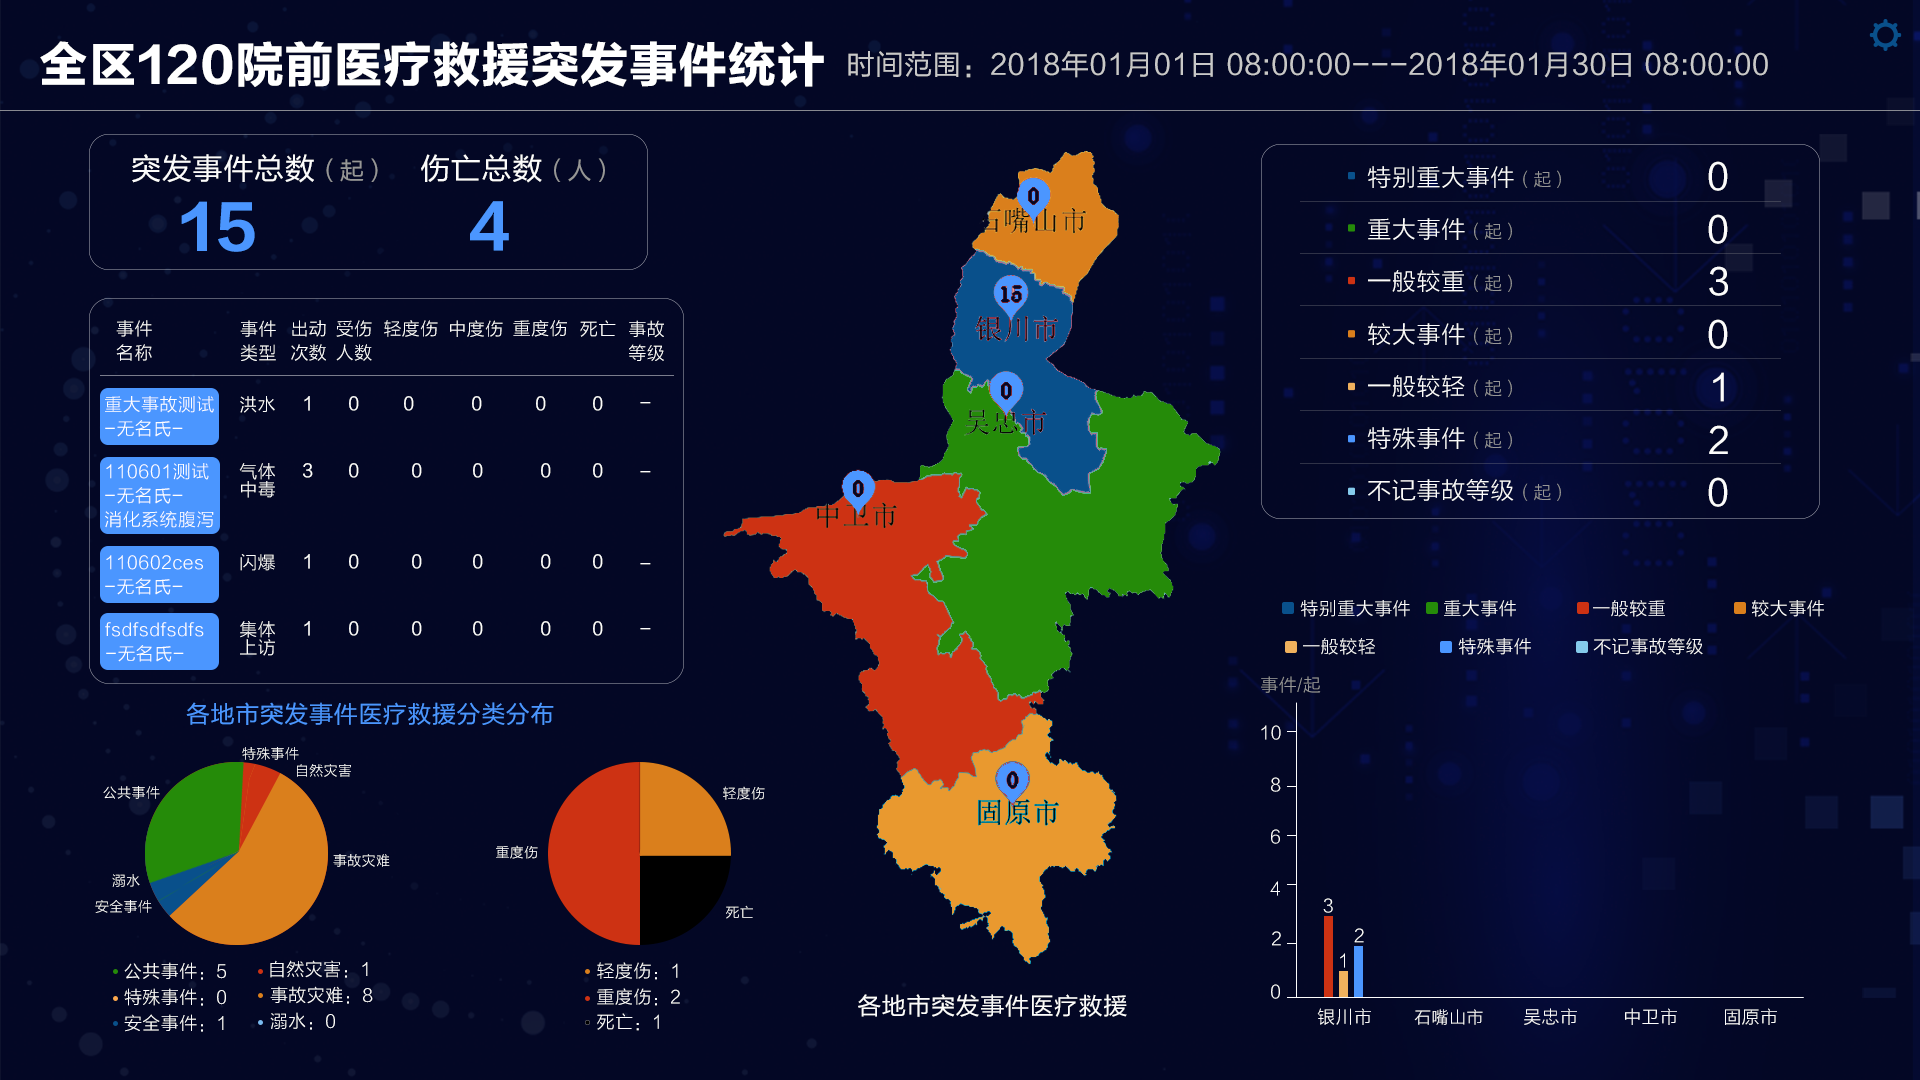 全区120院前医疗救援突发事件统计
时间范围：2018年01月01日 08:00:00---2018年01月30日 08:00:00
突发事件总数（起）
伤亡总数（人）
15
4
事件名称
事件类型
出动次数
受伤人数
轻度伤
中度伤
重度伤
死亡
事故等级
重大事故测试
-无名氏-
洪水 1 0 0 0 0 0 -
110601测试
-无名氏-
消化系统腹泻
气体中毒 3 0 0 0 0 0 -
110602ces
-无名氏-
闪爆 1 0 0 0 0 0 -
fsdfsdfsdfs
-无名氏-
集体上访 1 0 0 0 0 0 -
各地市突发事件医疗救援分类分布
特殊事件
自然灾害
公共事件
事故灾难
溺水
安全事件
公共事件：5
自然灾害：1
特殊事件：0
事故灾难：8
安全事件：1
溺水：0
轻度伤
重度伤
死亡
轻度伤：1
重度伤：2
死亡：1
0
石嘴山市
15
银川市
0
吴忠市
0
中卫市
0
固原市
各地市突发事件医疗救援
特别重大事件（起） 0
重大事件（起） 0
一般较重（起） 3
较大事件（起） 0
一般较轻（起） 1
特殊事件（起） 2
不记事故等级（起） 0
特别重大事件 重大事件 一般较重 较大事件
一般较轻 特殊事件 不记事故等级
事件/起
10
8
6
4
2
0
3
1
2
银川市 石嘴山市 吴忠市 中卫市 固原市